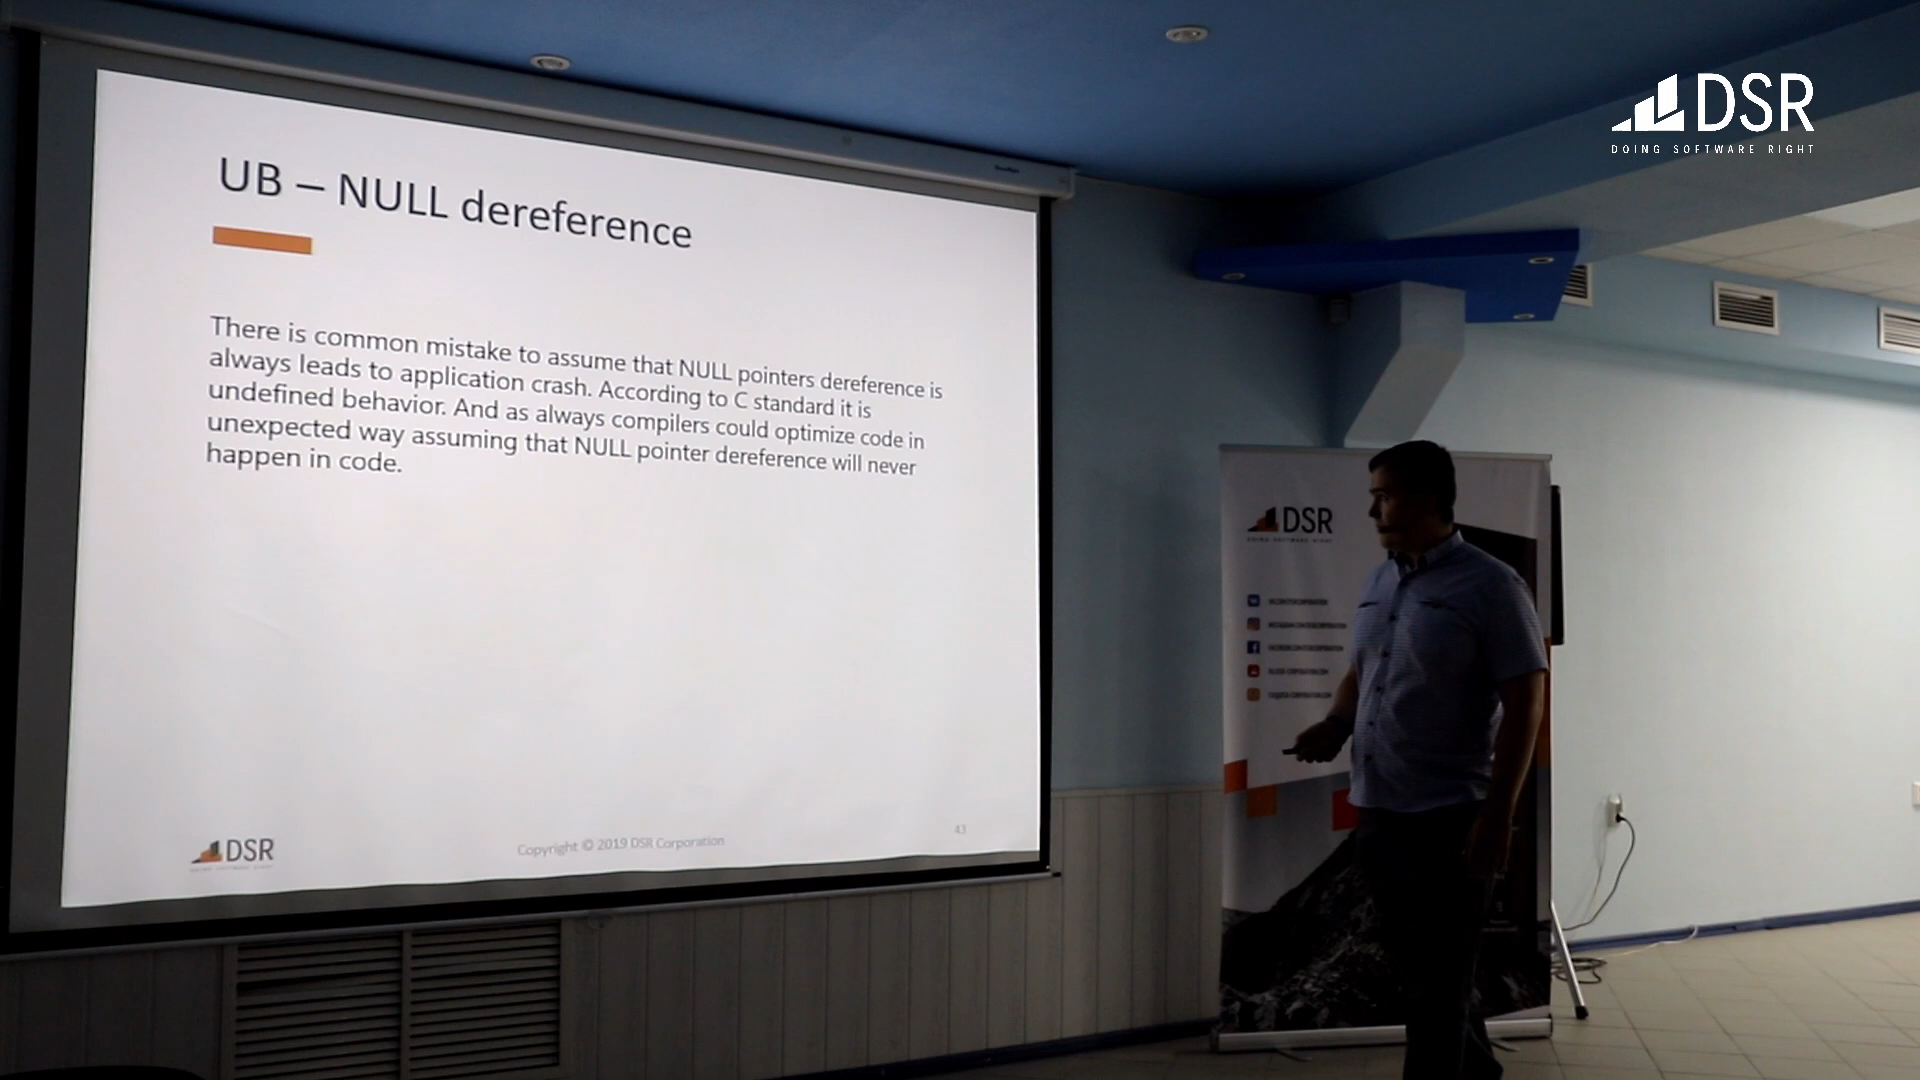 DSR
DOING SOFTWARE RIGHT
UB – NULL dereference
There is common mistake to assume that NULL pointers dereference is
always leads to application crash. According to C standard it is
undefined behavior. And as always compilers could optimize code in
unexpected way assuming that NULL pointer dereference will never
happen in code.
DSR
Copyright © 2019 DSR Corporation
43
DSR
DOING SOFTWARE RIGHT